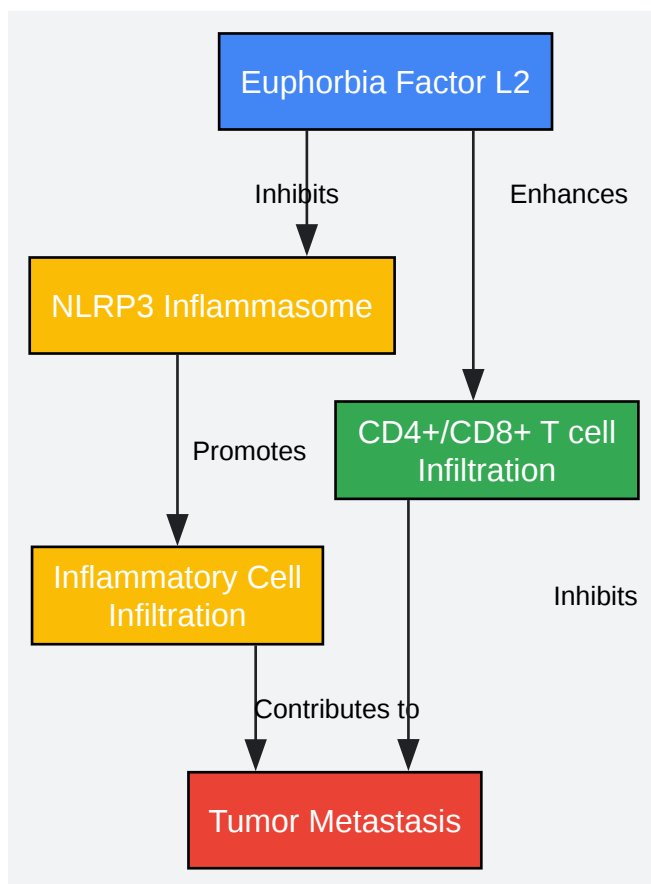 Euphorbia Factor L2
Inhibits
Enhances
NLRP3 Inflammasome
CD4+/CD8+ T cell
Infiltration
Promotes
Inflammatory Cell
Infiltration
Inhibits
Contributes to
Tumor Metastasis